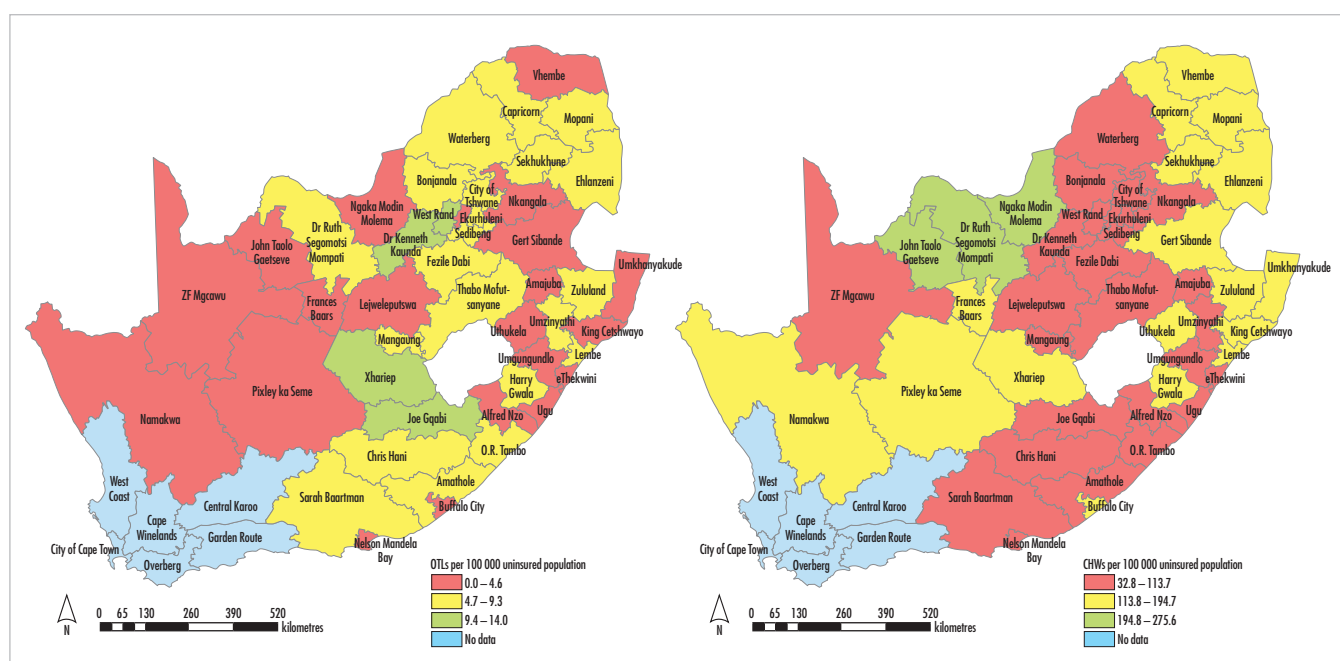 Vhembe
Capricorn
Mopani
Waterberg
Sekhukhune
Bonjanala
City of
Tshwane
Ehlanzeni
Ngaka Modiri
Molema
West Rand
Nkangala
Ekurhuleni
Dr Ruth
Segomotsi
Mompati
Dr Kenneth
Kaunda
Sedibeng
Gert Sibande
John Taolo
Gaetseve
Fezile Dabi
Umkhanyakude
ZF Mgcawu
Frances
Baars
Lejweleputswa
Thabo Mofut-
sanyane
Amajuba
Zululand
Mangaung
Uthukela
Umzinyathi
King Cetshwayo
Lembe
Umgungundlo
eThekwini
Xhariep
Harry
Gwala
Pixley ka Seme
Ugu
Namakwa
Joe Gqabi
Alfred Nzo
O.R. Tambo
Chris Hani
West
Coast
Amathole
Central Karoo
Sarah Baartman
Buffalo City
Cape
Winelands
Garden Route
Nelson Mandela
Bay
City of Cape Town
Overberg
OTLs per 100 000 uninsured population
0.0 – 4.6
4.7 – 9.3
9.4 – 14.0
No data
N
0 65 130 260 390 520
kilometres
Vhembe
Capricorn
Mopani
Waterberg
Sekhukhune
Bonjanala
City of
Tshwane
Ehlanzeni
Ngaka Modin
Molema
West Rand
Nkangala
Ekurhuleni
Dr Ruth
Segomotsi
Mompati
Sedibeng
Gert Sibande
John Taolo
Gaetseve
Dr Kenneth
Kaunda
Fezile Dabi
Umkhanyakude
ZF Mgcawu
Frances
Baars
Lejweleputswa
Thabo Mofut-
sanyane
Amajuba
Zululand
Mangaung
Uthukela
Umzinyathi
King Cetshwayo
Lembe
Umgungundlo
eThekwini
Xhariep
Harry
Gwala
Pixley ka Seme
Ugu
Namakwa
Joe Gqabi
Alfred Nzo
O.R. Tambo
Chris Hani
West
Coast
Amathole
Central Karoo
Sarah Baartman
Buffalo City
Cape
Winelands
Garden Route
Nelson Mandela
Bay
City of Cape Town
Overberg
CHWs per 100 000 uninsured population
32.8 – 113.7
113.8 – 194.7
194.8 – 275.6
No data
N
0 65 130 260 390 520
kilometres